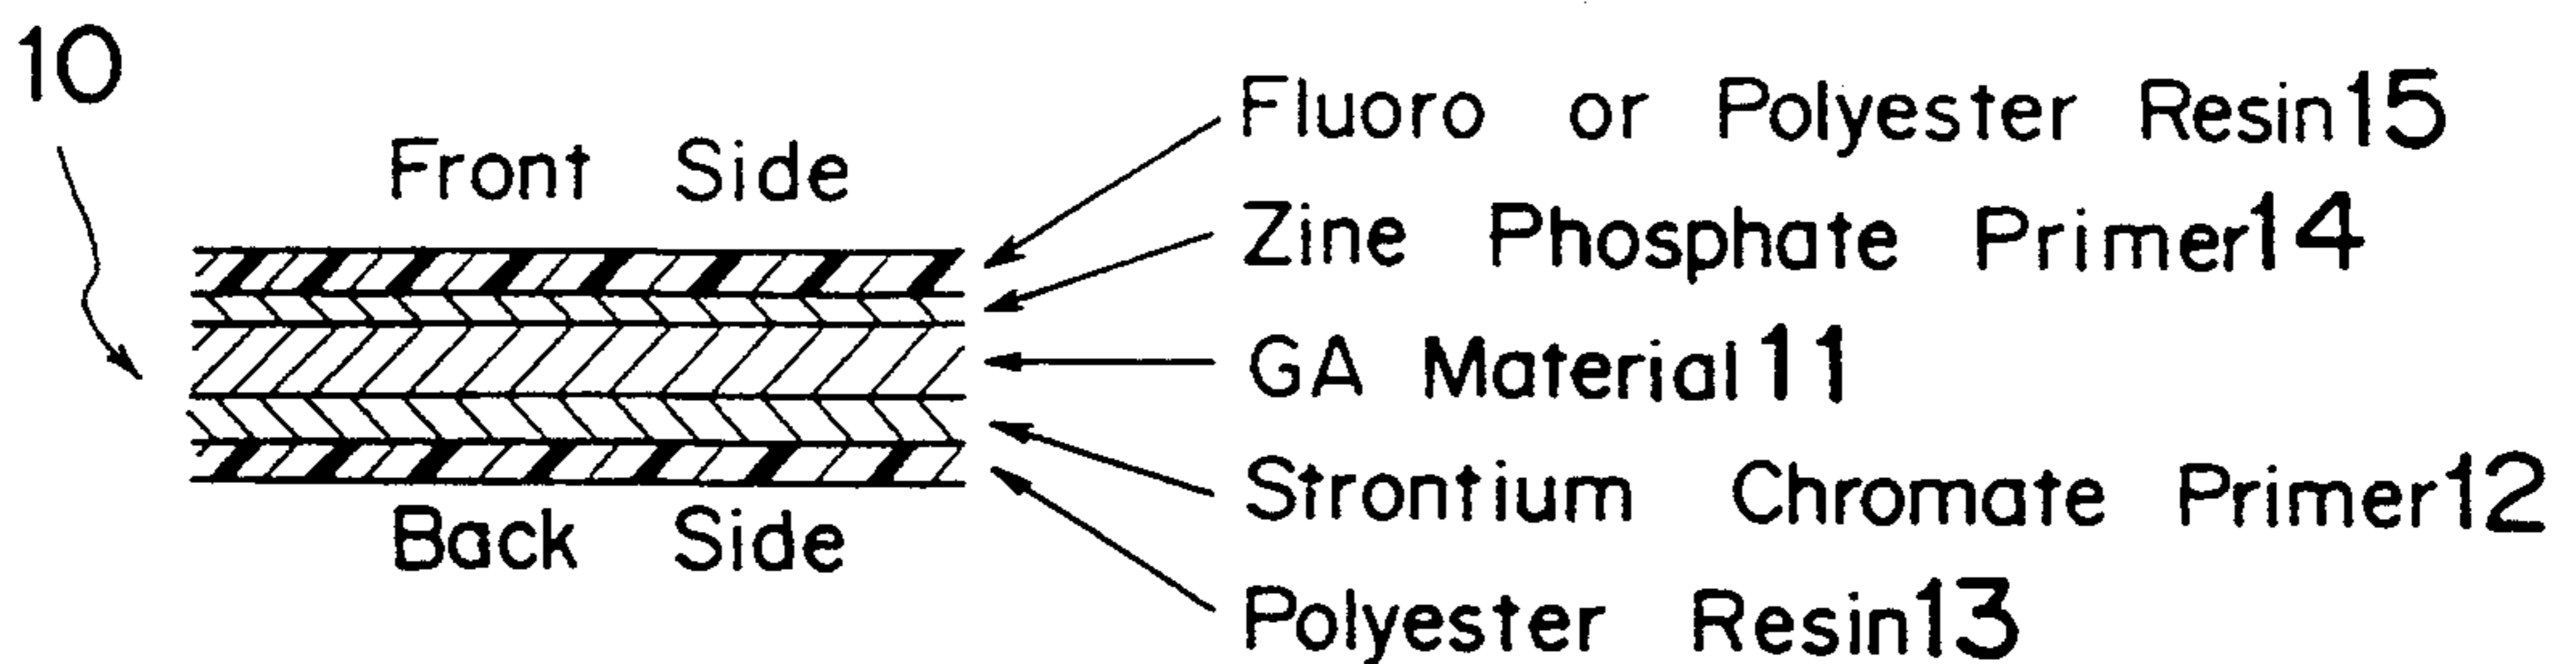 10
Front Side
Fluoro or Polyester Resin15
Zine Phosphate Primer14
GA Material11
Strontium Chromate Primer12
Back Side
Polyester Resin13